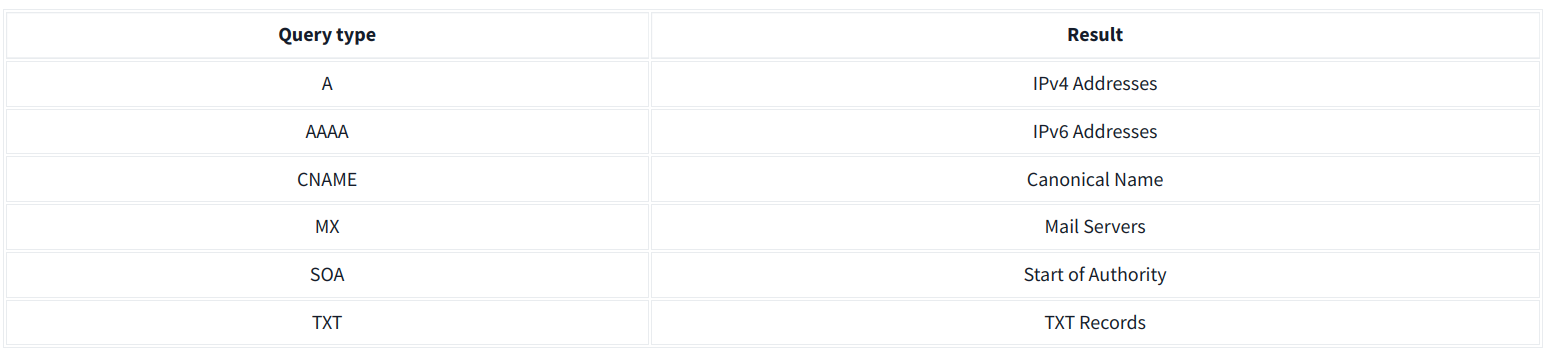 Query type Result
A IPv4 Addresses
AAAA IPv6 Addresses
CNAME Canonical Name
MX Mail Servers
SOA Start of Authority
TXT TXT Records